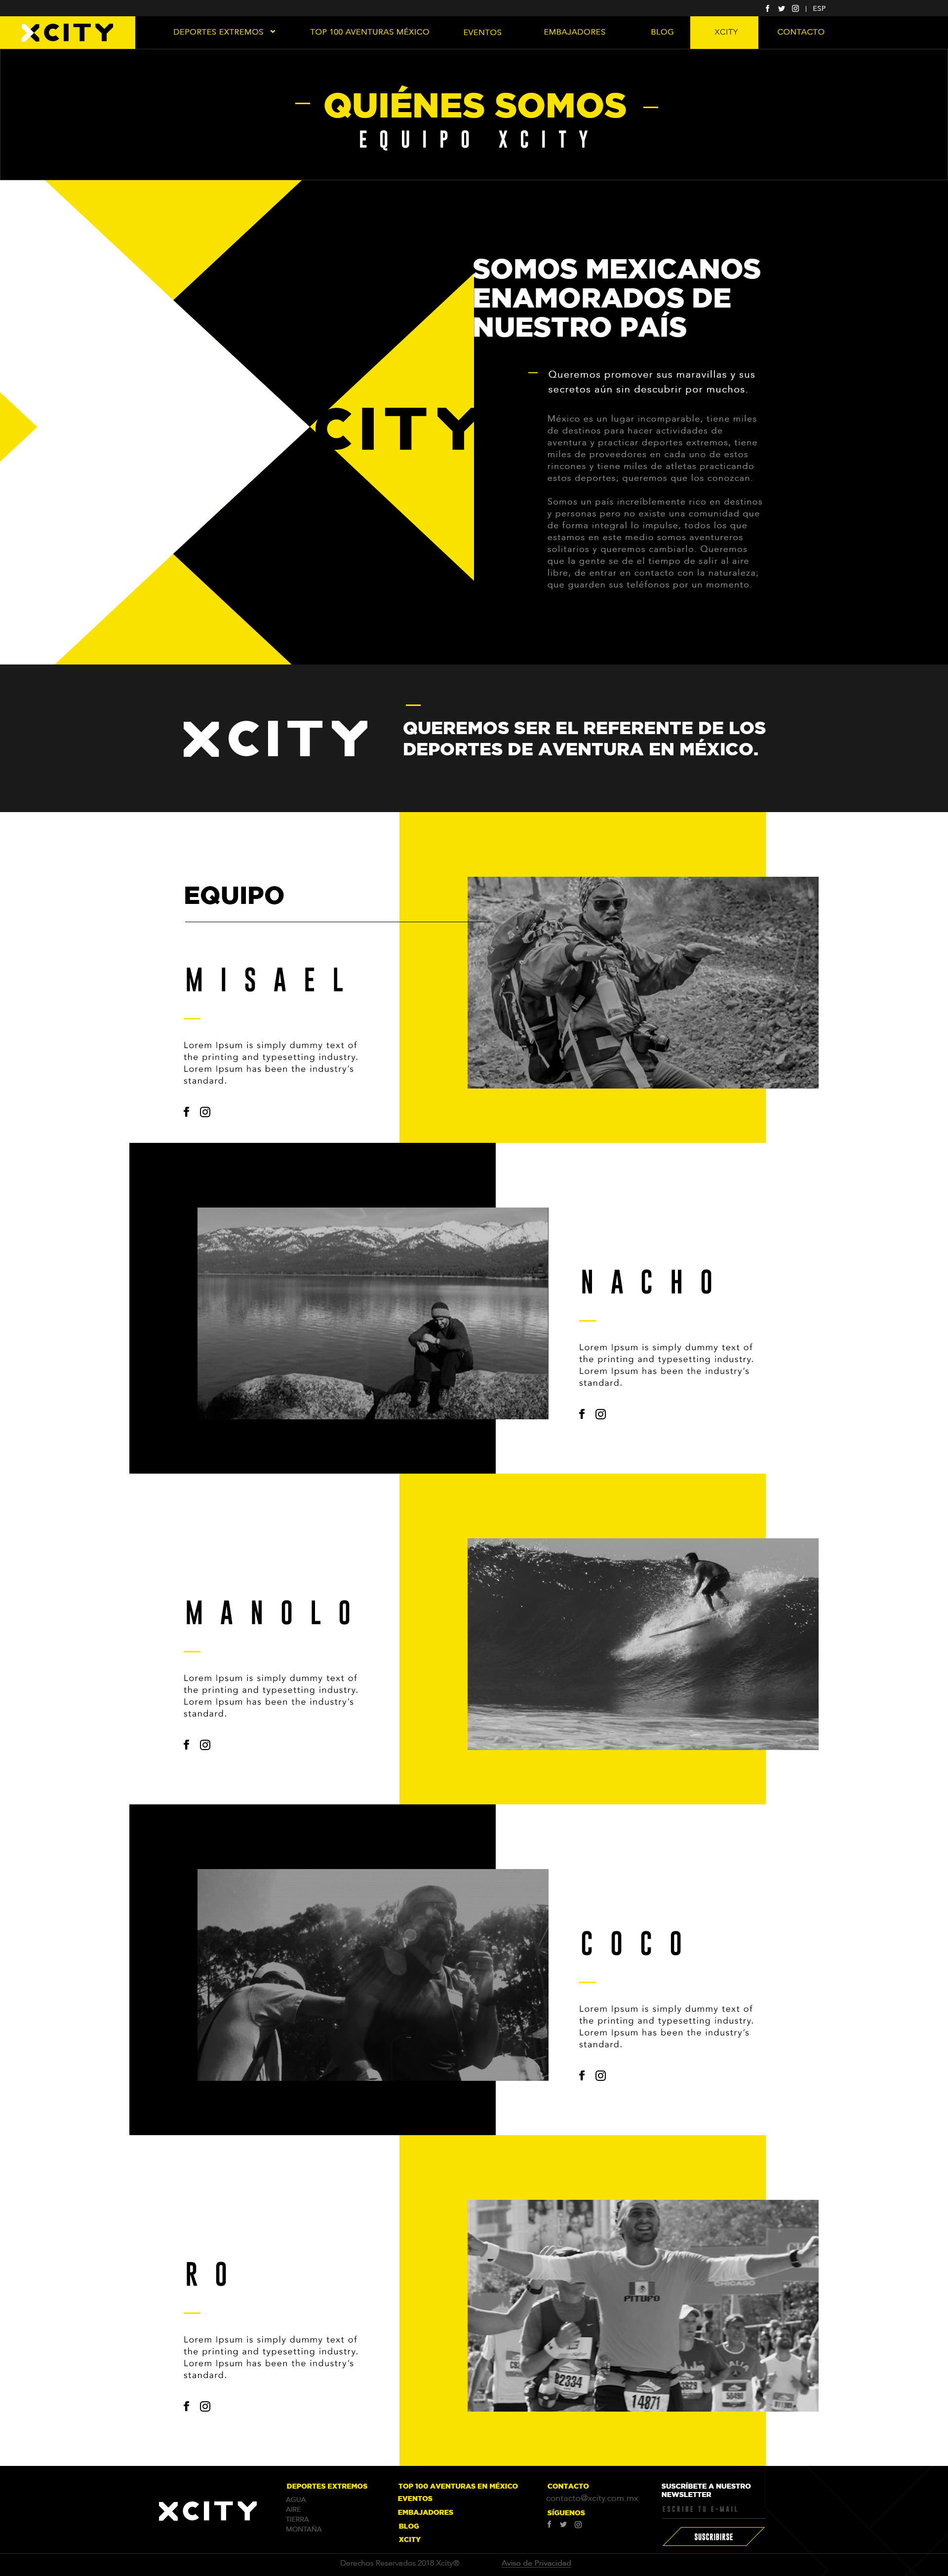 | ESP
XCITY
DEPORTES EXTREMOS
TOP 100 AVENTURAS MÉXICO
EVENTOS
EMBAJADORES
BLOG
XCITY
CONTACTO
QUIÉNES SOMOS
EQUIPO XCITY
SOMOS MEXICANOS
ENAMORADOS DE
NUESTRO PAÍS
CITY
Queremos promover sus maravillas y sus
secretos aún sin descubrir por muchos.
México es un lugar incomparable, tiene miles
de destinos para hacer actividades de
aventura y practicar deportes extremos, tiene
miles de proveedores en cada uno de estos
rincones y tiene miles de atletas practicando
estos deportes; queremos que los conozcan.
Somos un país increíblemente rico en destinos
y personas pero no existe una comunidad que
de forma integral lo impulse, todos los que
estamos en este medio somos aventureros
solitarios y queremos cambiarlo. Queremos
que la gente se de el tiempo de salir al aire
libre, de entrar en contacto con la naturaleza;
que guarden sus teléfonos por un momento.
XCITY
QUEREMOS SER EL REFERENTE DE LOS
DEPORTES DE AVENTURA EN MÉXICO.
EQUIPO
MISAEL
Lorem Ipsum is simply dummy text of
the printing and typesetting industry.
Lorem Ipsum has been the industry's
standard.
NACHO
Lorem Ipsum is simply dummy text of
the printing and typesetting industry.
Lorem Ipsum has been the industry's
standard.
MANOLO
Lorem Ipsum is simply dummy text of
the printing and typesetting industry.
Lorem Ipsum has been the industry's
standard.
COCO
Lorem Ipsum is simply dummy text of
the printing and typesetting industry.
Lorem Ipsum has been the industry's
standard.
RO
Lorem Ipsum is simply dummy text of
the printing and typesetting industry.
Lorem Ipsum has been the industry's
standard.
CHICAGO
14871
XCITY
DEPORTES EXTREMOS
AGUA
AIRE
TIERRA
MONTAÑA
TOP 100 AVENTURAS EN MÉXICO
EVENTOS
EMBAJADORES
BLOG
XCITY
CONTACTO
contacto@xcity.com.mx
SÍGUENOS
SUSCRÍBETE A NUESTRO
NEWSLETTER
ESCRIBE TU E-MAIL
SUSCRIBIRSE
Derechos Reservados 2018 Xcity®
Aviso de Privacidad